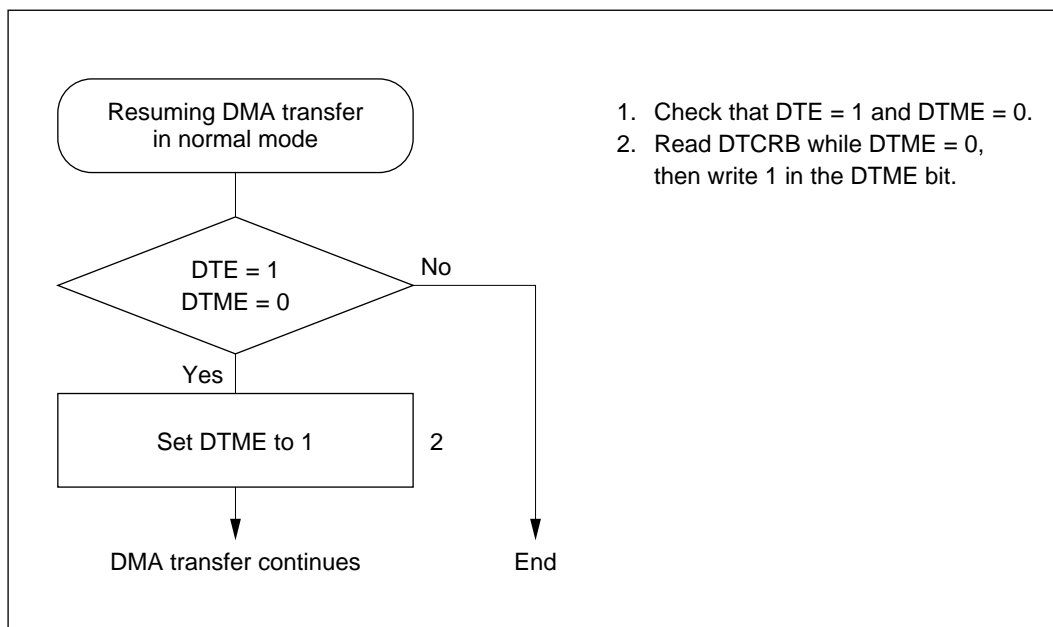 Resuming DMA transfer
in normal mode
1. Check that DTE = 1 and DTME = 0.
2. Read DTCRB while DTME = 0,
then write 1 in the DTME bit.
DTE = 1
DTME = 0
No
Yes
Set DTME to 1
2
DMA transfer continues
End